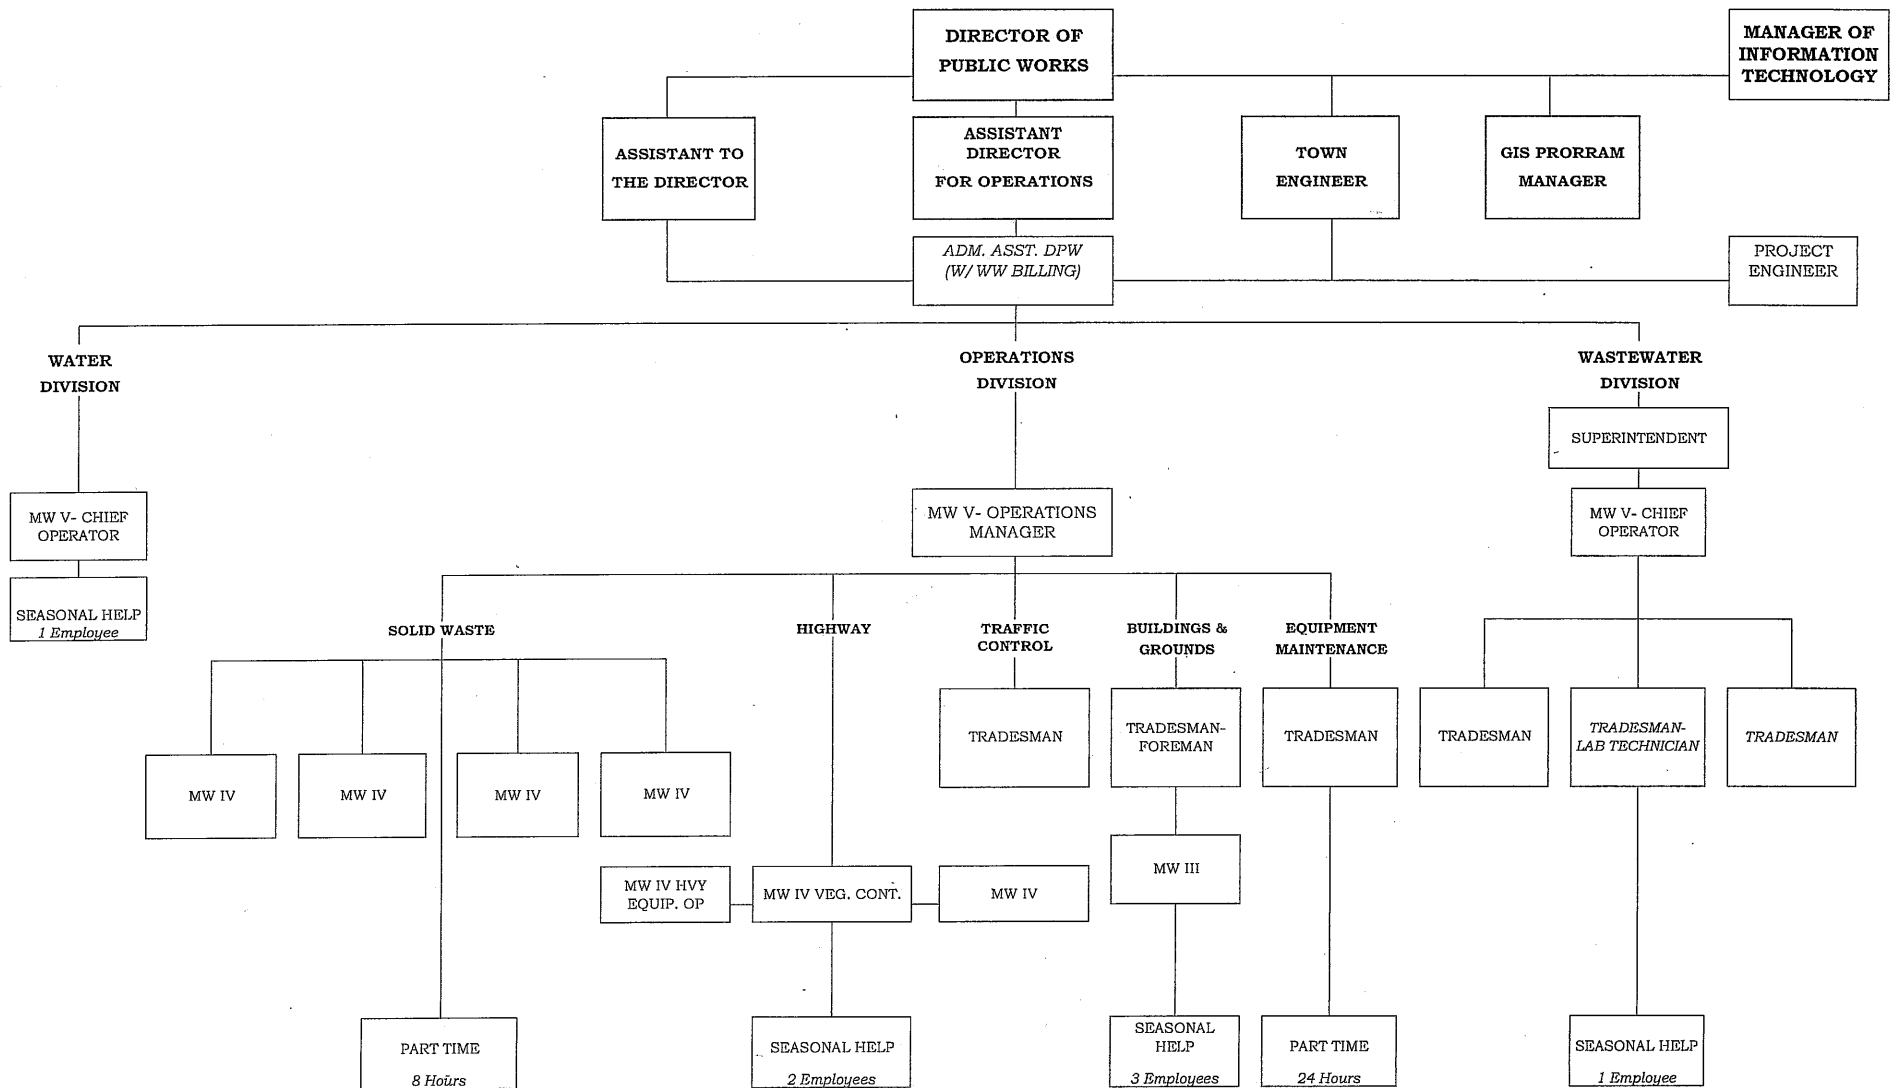 DIRECTOR OF
PUBLIC WORKS
MANAGER OF
INFORMATION
TECHNOLOGY
ASSISTANT TO
THE DIRECTOR
ASSISTANT
DIRECTOR
FOR OPERATIONS
TOWN
ENGINEER
GIS PRORRAM
MANAGER
ADM. ASST. DPW
(W/ WW BILLING)
PROJECT
ENGINEER
WATER
DIVISION
OPERATIONS
DIVISION
WASTEWATER
DIVISION
SUPERINTENDENT
MW V- CHIEF
OPERATOR
MW V- OPERATIONS
MANAGER
MW V- CHIEF
OPERATOR
SEASONAL HELP
1 Employee
SOLID WASTE
HIGHWAY
TRAFFIC
CONTROL
BUILDINGS &
GROUNDS
EQUIPMENT
MAINTENANCE
TRADESMAN
TRADESMAN-
FOREMAN
TRADESMAN
TRADESMAN
TRADESMAN-
LAB TECHNICIAN
TRADESMAN
MW IV
MW IV
MW IV
MW IV
MW III
MW IV HVY
EQUIP. OP
MW IV VEG. CONT.
MW IV
PART TIME
8 Hours
SEASONAL HELP
2 Employees
SEASONAL
HELP
3 Employees
PART TIME
24 Hours
SEASONAL HELP
1 Employee